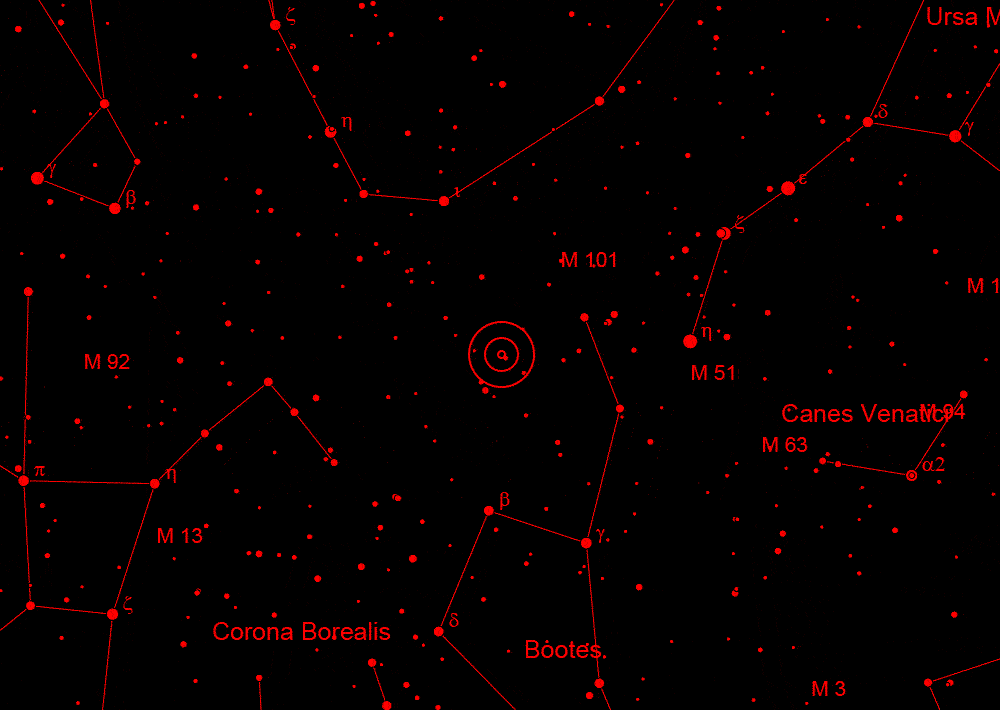 ζ
Ursa M
δ
γ
η
γ
ε
β
ι
ζ
M 101
M 1
η
M 92
M 51
Canes Venatici
M 94
M 63
π
η
α2
β
M 13
γ
ζ
δ
Corona Borealis
Bootes
M 3